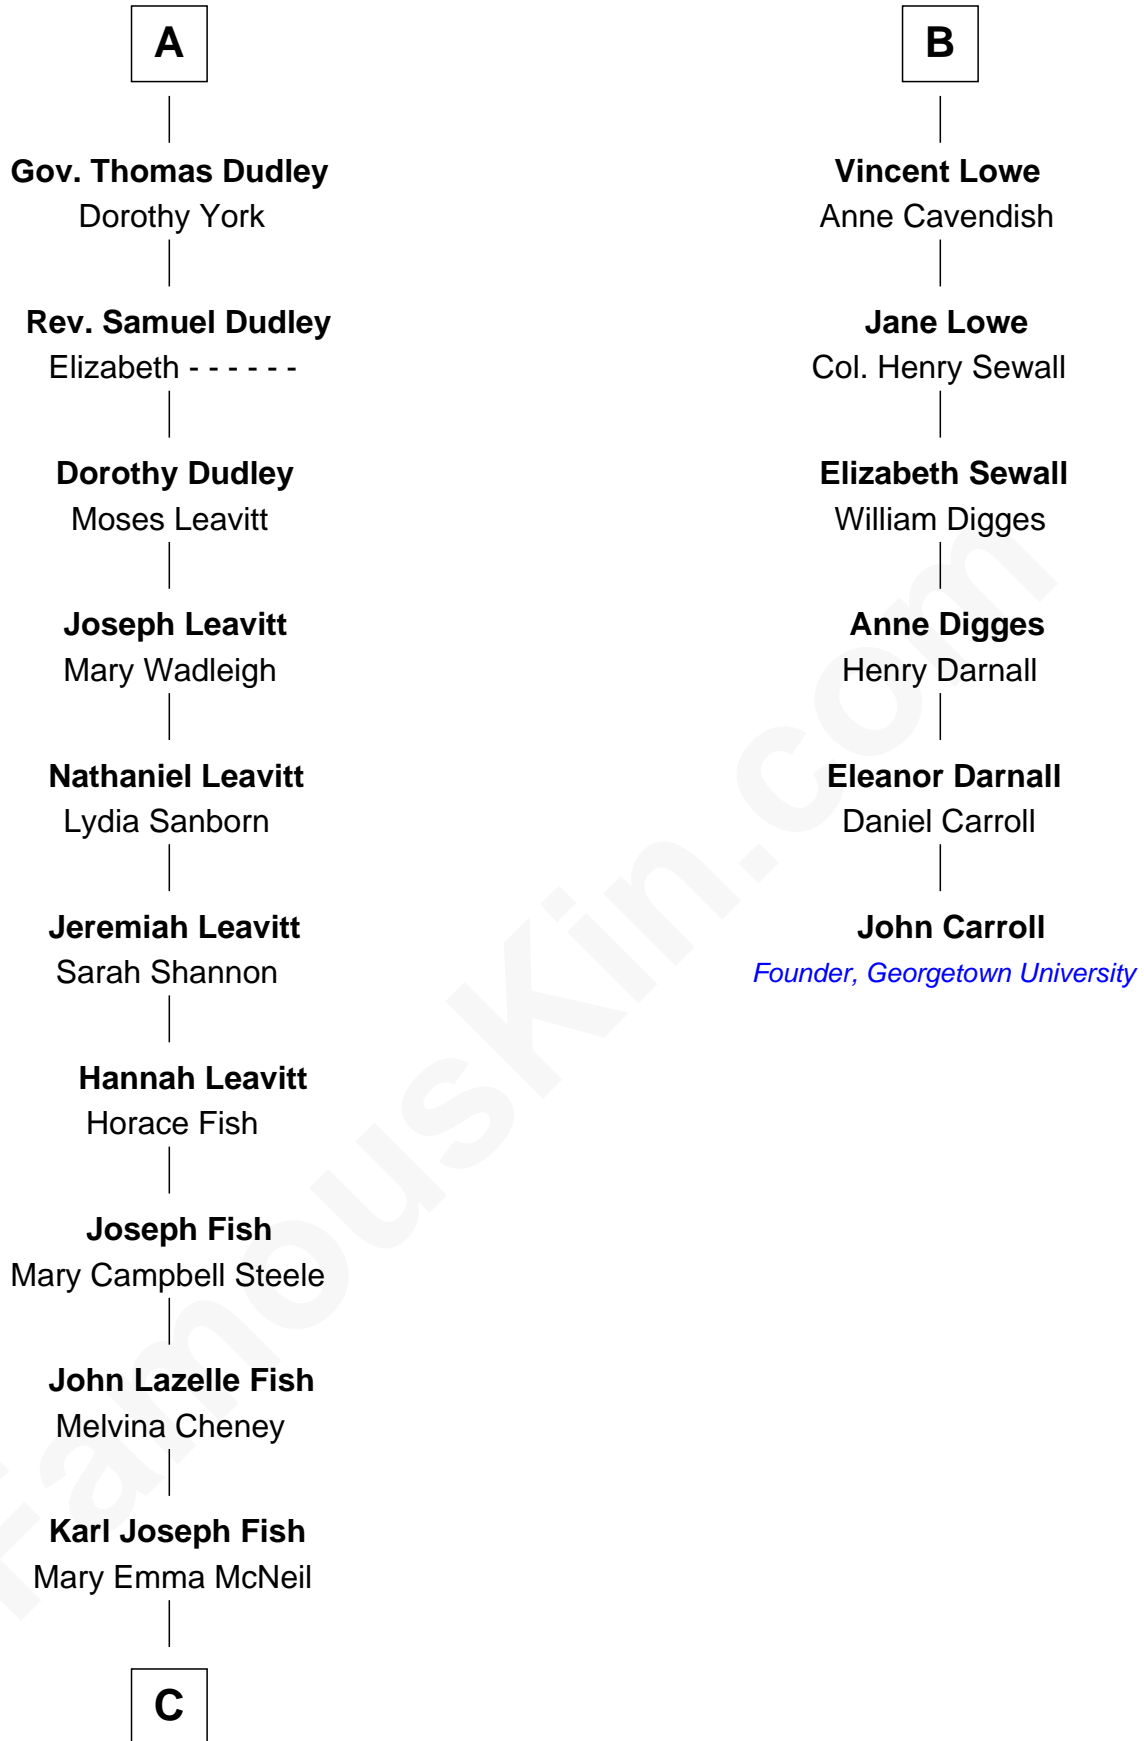 A
Gov. Thomas Dudley
Dorothy York
Rev. Samuel Dudley
Elizabeth - - - - - -
Dorothy Dudley
Moses Leavitt
Joseph Leavitt
Mary Wadleigh
Nathaniel Leavitt
Lydia Sanborn
Jeremiah Leavitt
Sarah Shannon
Hannah Leavitt
Horace Fish
Joseph Fish
Mary Campbell Steele
John Lazelle Fish
Melvina Cheney
Karl Joseph Fish
Mary Emma McNeil
C
B
Vincent Lowe
Anne Cavendish
Jane Lowe
Col. Henry Sewall
Elizabeth Sewall
William Digges
Anne Digges
Henry Darnall
Eleanor Darnall
Daniel Carroll
John Carroll
Founder, Georgetown University
FamousKin.com